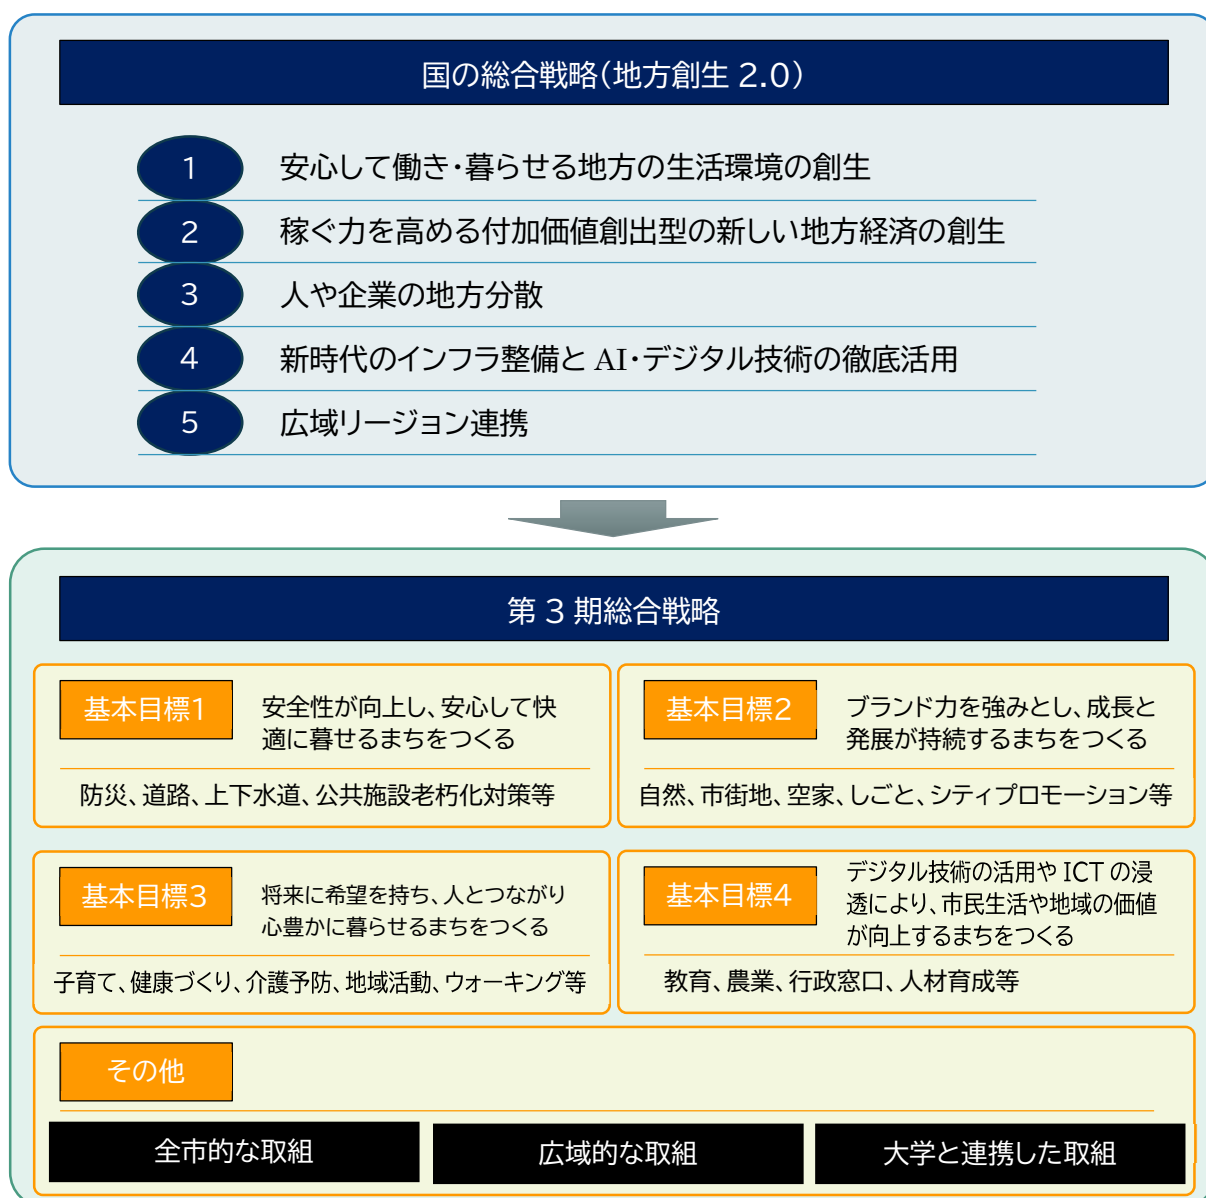 国の総合戦略(地方創生 2.0)
1 安心して働き・暮らせる地方の生活環境の創生
2 稼ぐ力を高める付加価値創出型の新しい地方経済の創生
3 人や企業の地方分散
4 新時代のインフラ整備と AI・デジタル技術の徹底活用
5 広域リージョン連携
第 3 期総合戦略
基本目標1
安全性が向上し、安心して快
適に暮せるまちをつくる
防災、道路、上下水道、公共施設老朽化対策等
基本目標2
ブランド力を強みとし、成長と
発展が持続するまちをつくる
自然、市街地、空家、しごと、シティプロモーション等
基本目標3
将来に希望を持ち、人とつながり
心豊かに暮らせるまちをつくる
子育て、健康づくり、介護予防、地域活動、ウォーキング等
基本目標4
デジタル技術の活用や ICT の浸
透により、市民生活や地域の価値
が向上するまちをつくる
教育、農業、行政窓口、人材育成等
その他
全市的な取組
広域的な取組
大学と連携した取組